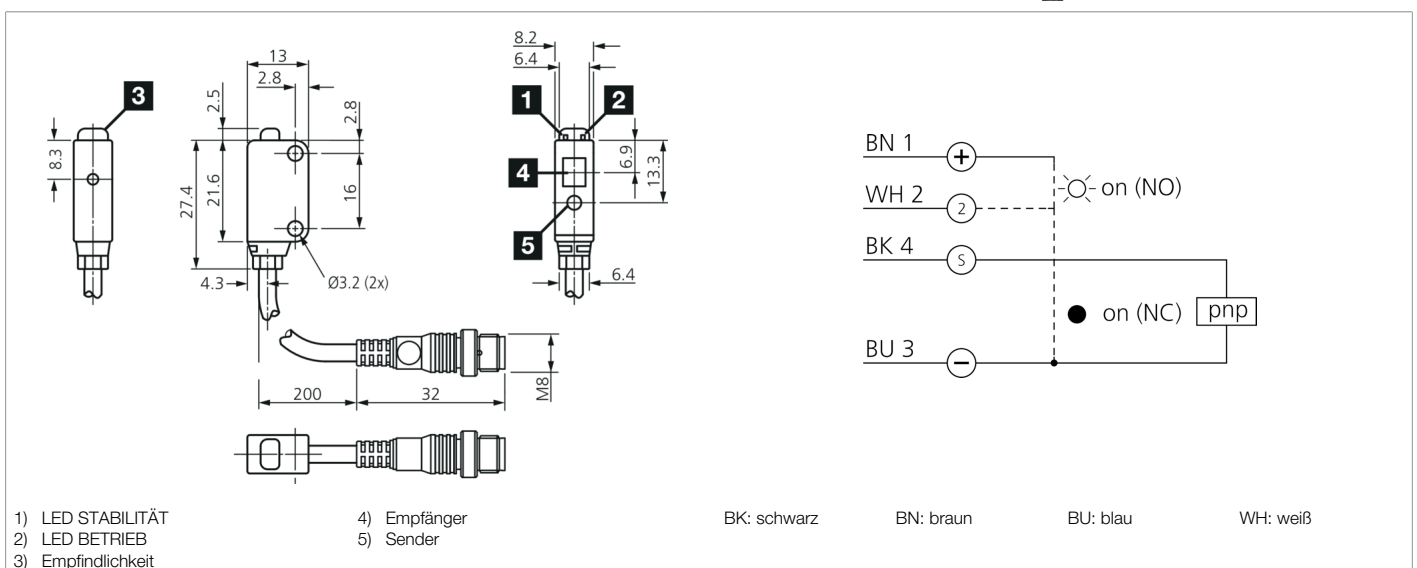 3
8.3
13
2.8
2.5
2.8
27.4
21.6
16
4.3
Ø3.2 (2x)
8.2
6.4
1
2
4
5
6.9
13.3
6.4
200
32
M8
BN 1
+
WH 2
2
on (NO)
BK 4
S
on (NC)
pnp
BU 3
−
1) LED STABILITÄT
2) LED BETRIEB
3) Empfindlichkeit
4) Empfänger
5) Sender
BK: schwarz
BN: braun
BU: blau
WH: weiß